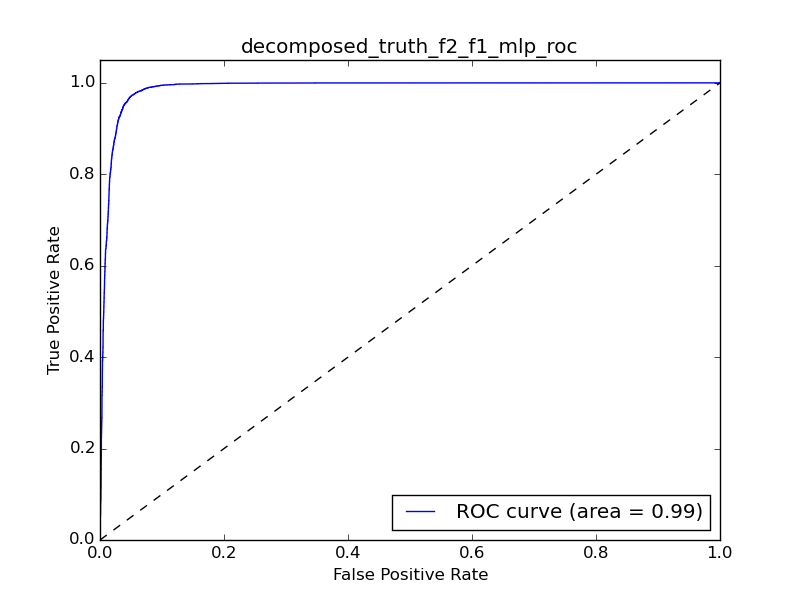 decomposed_truth_f2_f1_mlp_roc
1.0
0.8
0.6
0.4
0.2
0.0
True Positive Rate
ROC curve (area = 0.99)
0.0 0.2 0.4 0.6 0.8 1.0
False Positive Rate